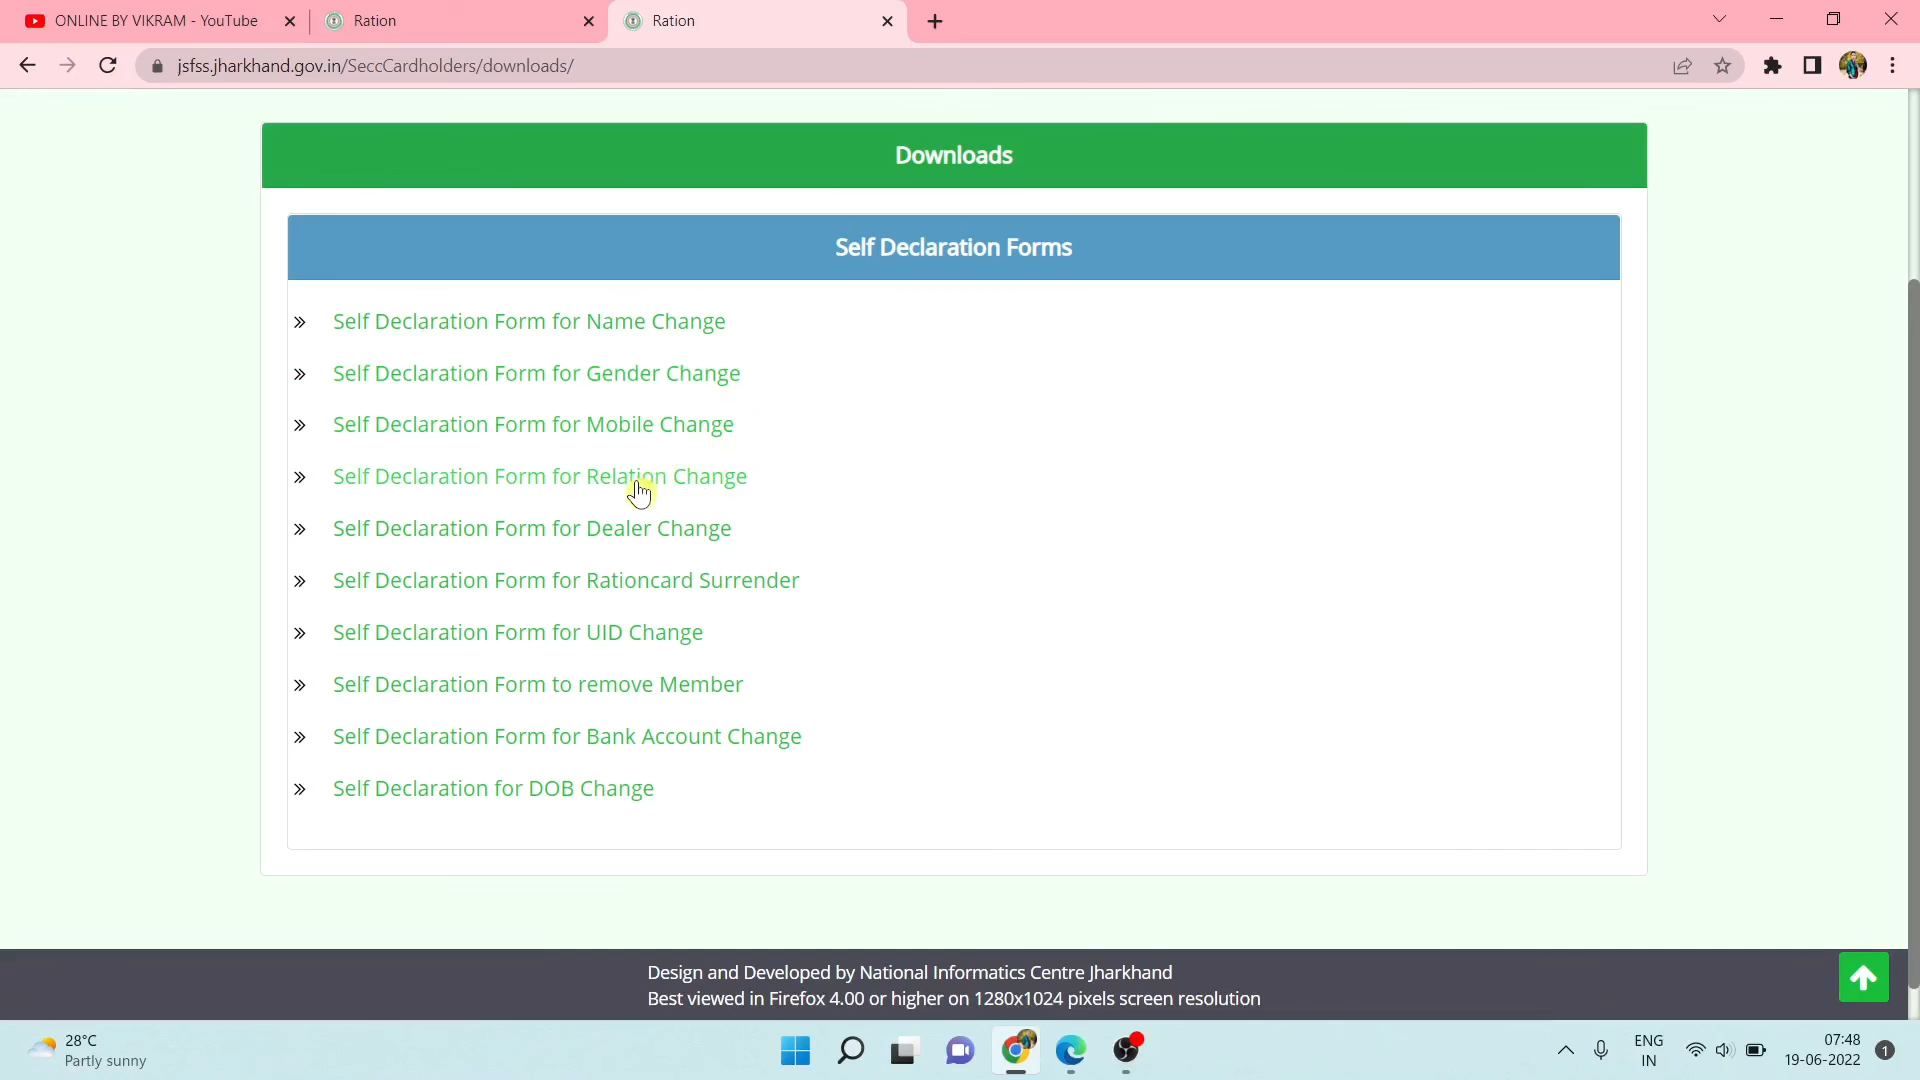 ONLINE BY VIKRAM - YouTube
Ration
Ration
jsfss.jharkhand.gov.in/SeccCardholders/downloads/
Downloads
Self Declaration Forms
Self Declaration Form for Name Change
Self Declaration Form for Gender Change
Self Declaration Form for Mobile Change
Self Declaration Form for Relation Change
Self Declaration Form for Dealer Change
Self Declaration Form for Rationcard Surrender
Self Declaration Form for UID Change
Self Declaration Form to remove Member
Self Declaration Form for Bank Account Change
Self Declaration for DOB Change
Design and Developed by National Informatics Centre Jharkhand
Best viewed in Firefox 4.00 or higher on 1280x1024 pixels screen resolution
28°C
Partly sunny
ENG
IN
07:48
19-06-2022
1